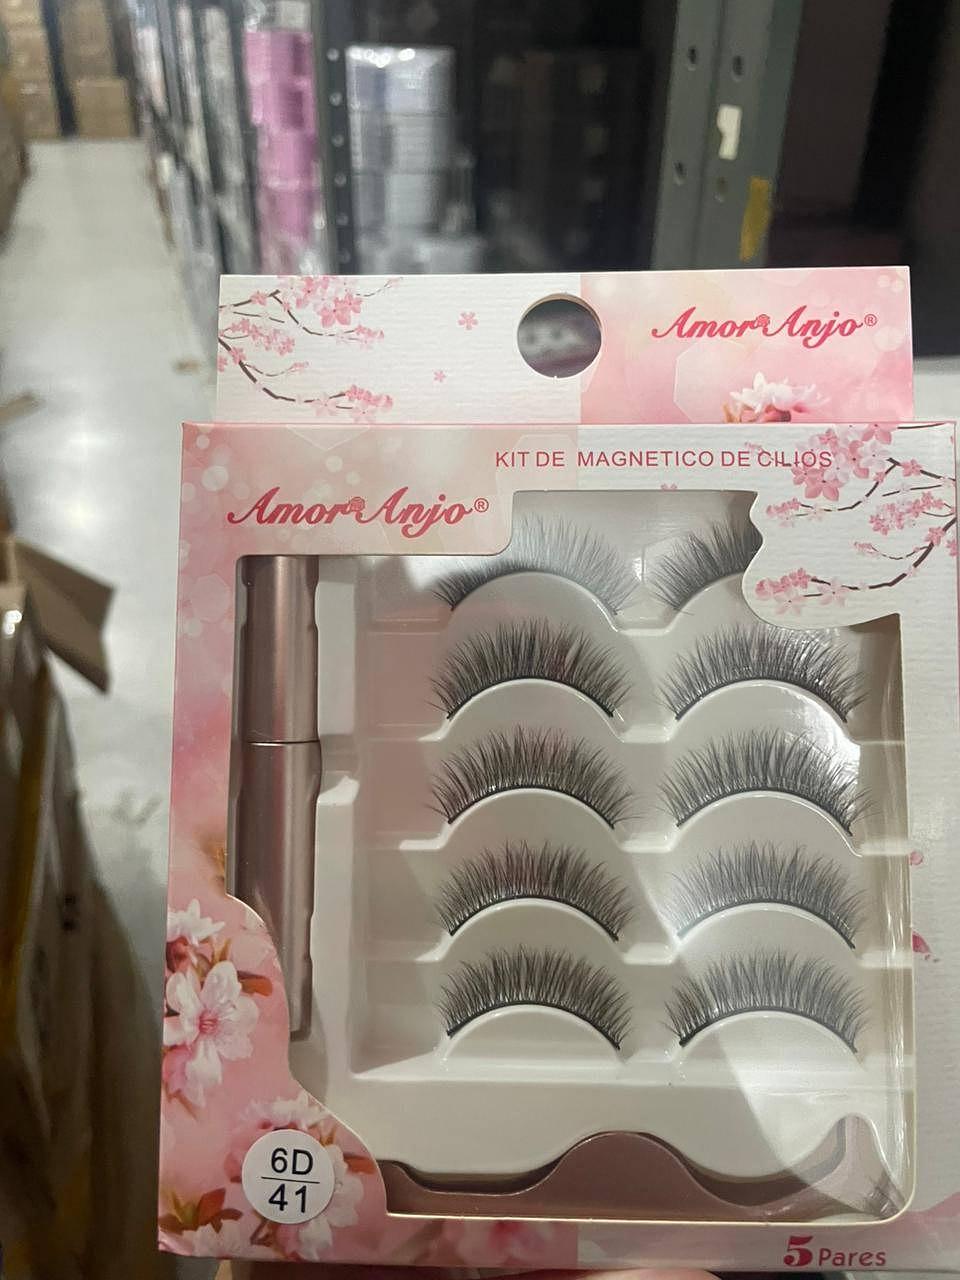 Amor Anjo®
KIT DE MAGNETICO DE CILIOS
Amor Anjo®
6D
41
5 Pares